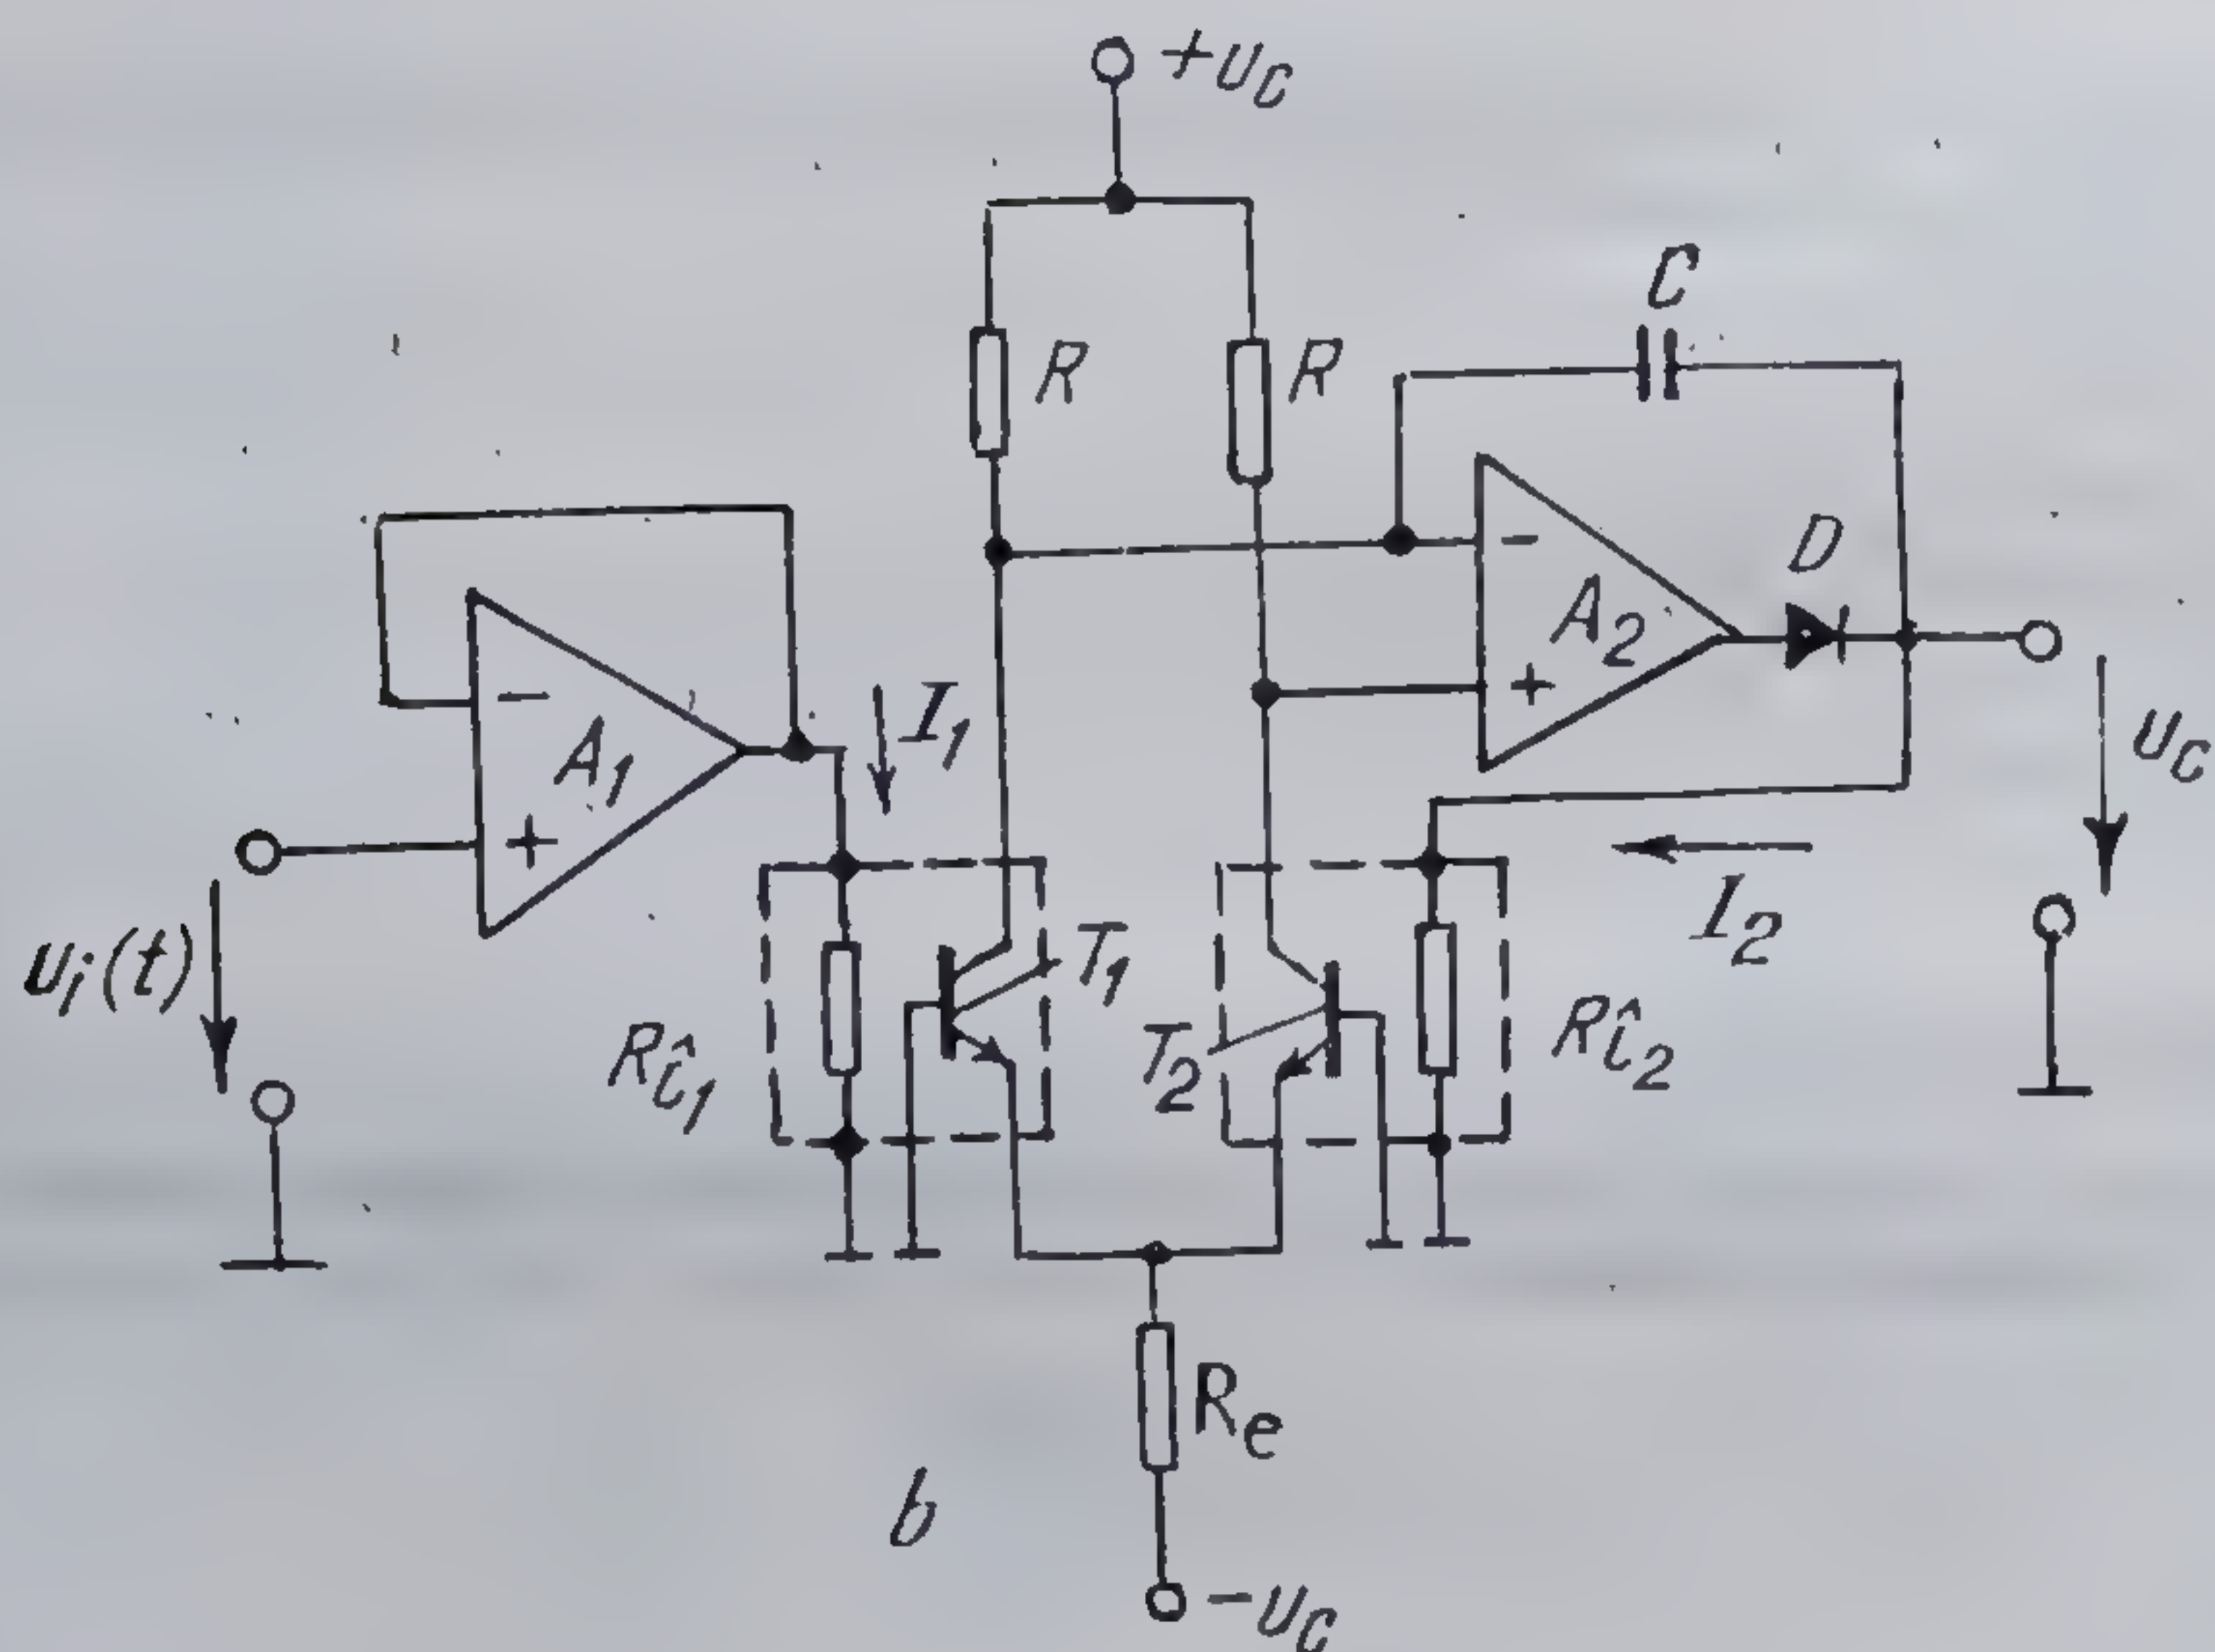 +u_C
C
R
R
D
−
A_2
+
I_1
−
A_1
+
u_C
I_2
u_i(t)
T_1
Rî_1
T_2
Rî_2
R_e
b
−u_C